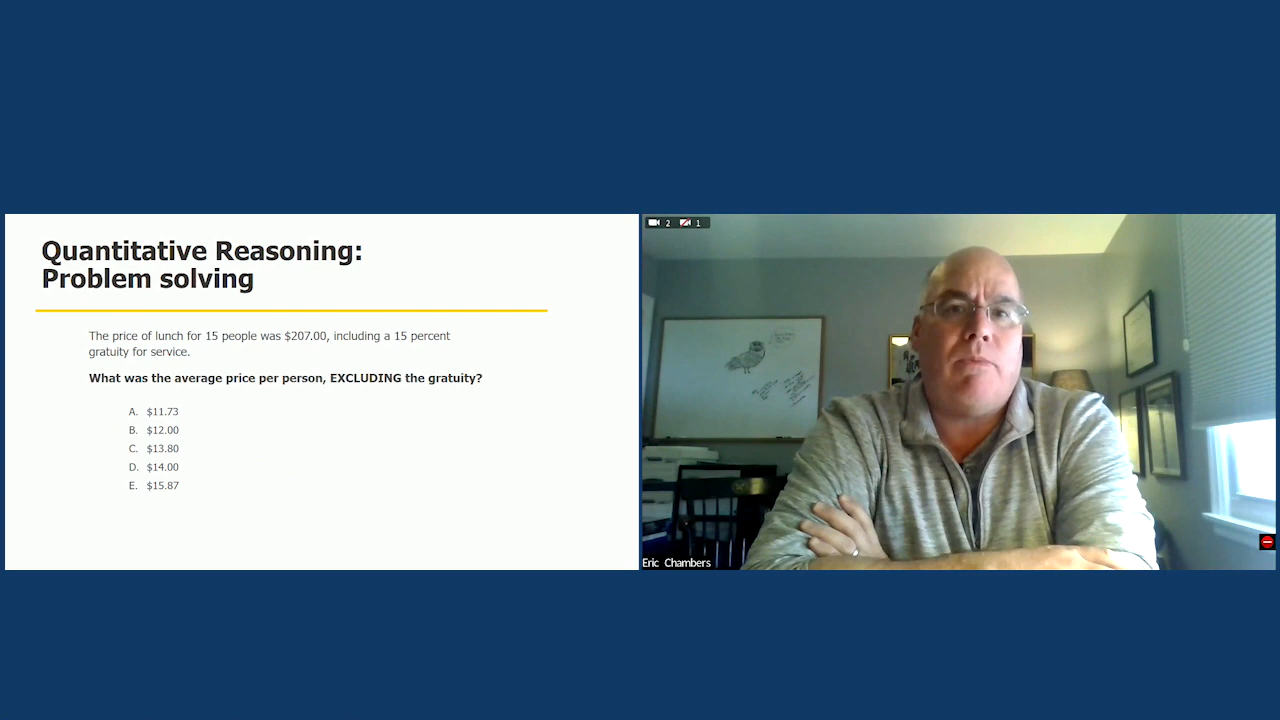 Quantitative Reasoning:
Problem solving
The price of lunch for 15 people was $207.00, including a 15 percent
gratuity for service.
What was the average price per person, EXCLUDING the gratuity?
A. $11.73
B. $12.00
C. $13.80
D. $14.00
E. $15.87
2 1
Eric Chambers